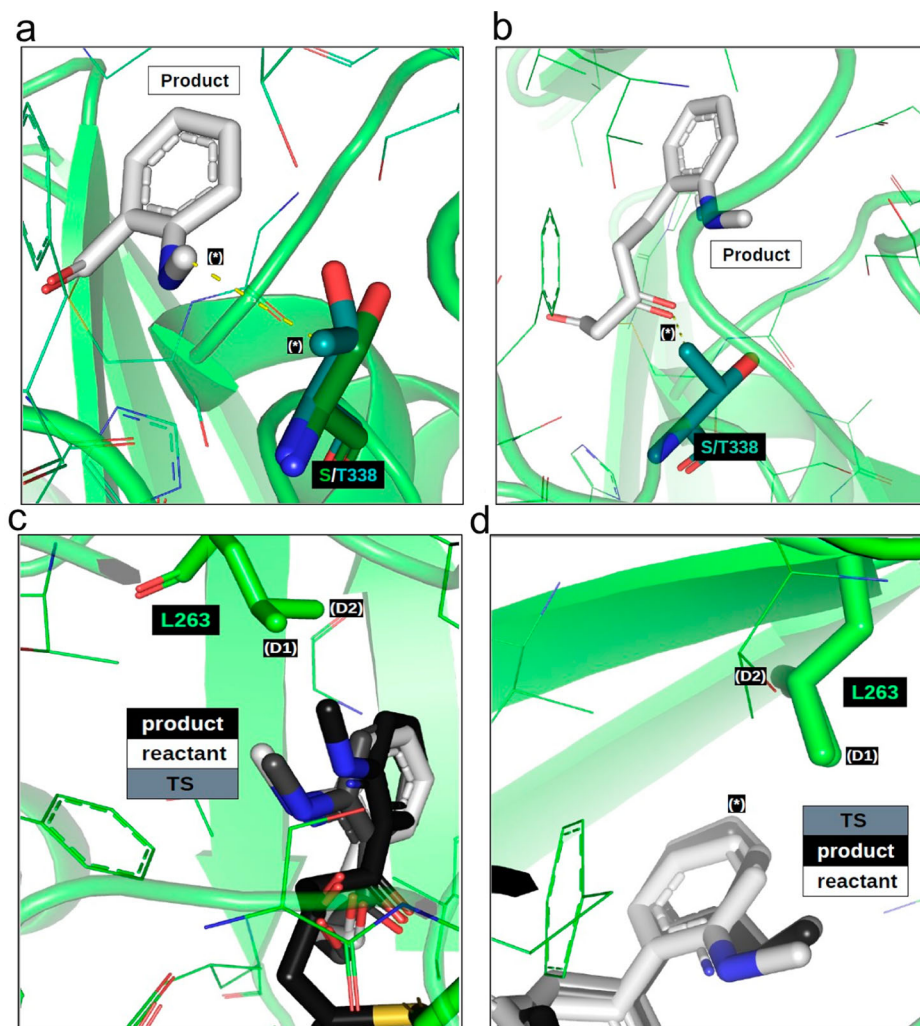 a
Product
(*)
(*)
S/T338
b
Product
(*)
S/T338
c
L263
(D2)
(D1)
product
reactant
TS
d
(D2)
L263
(D1)
(*)
TS
product
reactant